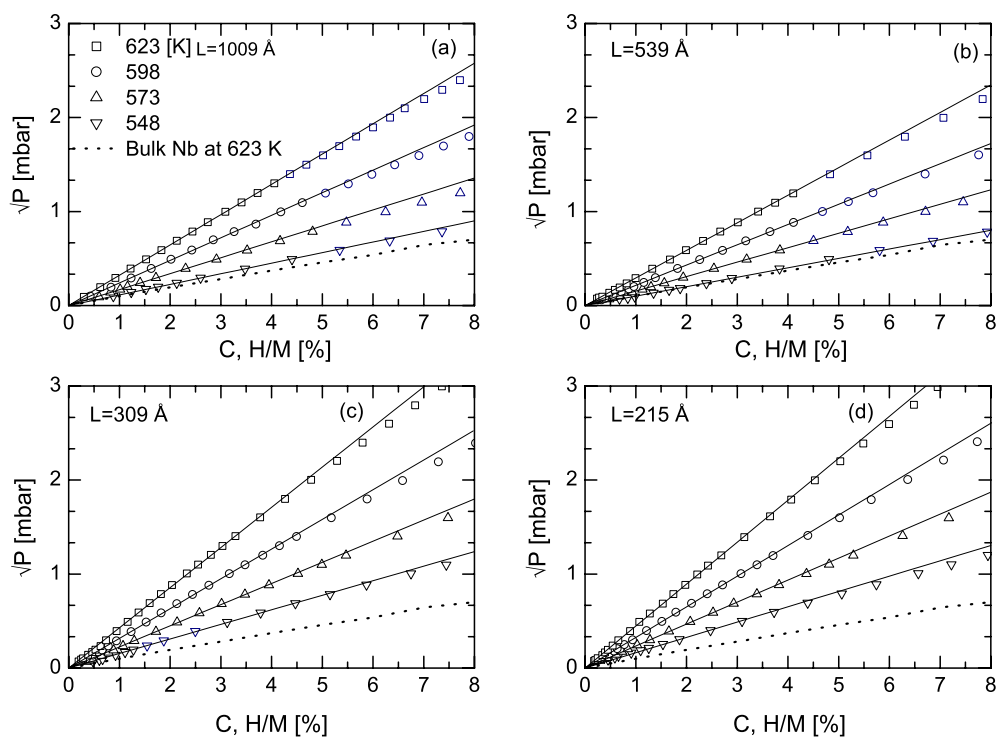 3
2
1
0
√P [mbar]
623 [K] L=1009 Å
(a)
598
573
548
Bulk Nb at 623 K
0 1 2 3 4 5 6 7 8
C, H/M [%]
3
2
1
0
√P [mbar]
L=539 Å
(b)
0 1 2 3 4 5 6 7 8
C, H/M [%]
3
2
1
0
√P [mbar]
L=309 Å
(c)
0 1 2 3 4 5 6 7 8
C, H/M [%]
3
2
1
0
√P [mbar]
L=215 Å
(d)
0 1 2 3 4 5 6 7 8
C, H/M [%]